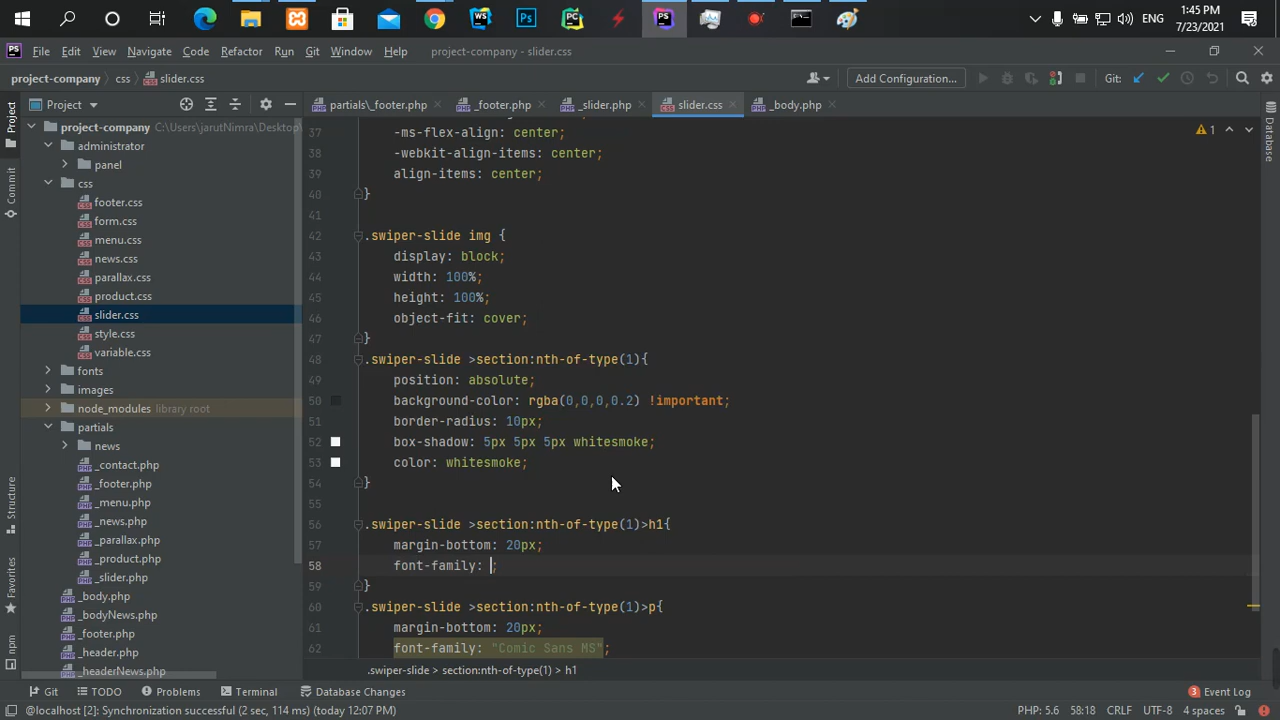 1:45 PM
ENG
7/23/2021
File Edit View Navigate Code Refactor Run Git Window Help
project-company - slider.css
project-company > css > slider.css
Add Configuration...
Git:
Project
partials\_footer.php
_footer.php
_slider.php
slider.css
_body.php
project-company C:\Users\jarutNimra\Desktop\
administrator
panel
css
footer.css
form.css
menu.css
news.css
parallax.css
product.css
slider.css
style.css
variable.css
fonts
images
node_modules library root
partials
news
_contact.php
_footer.php
_menu.php
_news.php
_parallax.php
_product.php
_slider.php
_body.php
_bodyNews.php
_footer.php
_header.php
_headerNews.php
Project
Commit
Structure
Favorites
npm
Database
1
37 -ms-flex-align: center;
38 -webkit-align-items: center;
39 align-items: center;
40 }
41
42 .swiper-slide img {
43 display: block;
44 width: 100%;
45 height: 100%;
46 object-fit: cover;
47 }
48 .swiper-slide >section:nth-of-type(1){
49 position: absolute;
50 background-color: rgba(0,0,0,0.2) !important;
51 border-radius: 10px;
52 box-shadow: 5px 5px 5px whitesmoke;
53 color: whitesmoke;
54 }
55
56 .swiper-slide >section:nth-of-type(1)>h1{
57 margin-bottom: 20px;
58 font-family: ;
59 }
60 .swiper-slide >section:nth-of-type(1)>p{
61 margin-bottom: 20px;
62 font-family: "Comic Sans MS";
.swiper-slide > section:nth-of-type(1) > h1
Git
TODO
Problems
Terminal
Database Changes
3 Event Log
@localhost [2]: Synchronization successful (2 sec, 114 ms) (today 12:07 PM)
PHP: 5.6 58:18 CRLF UTF-8 4 spaces